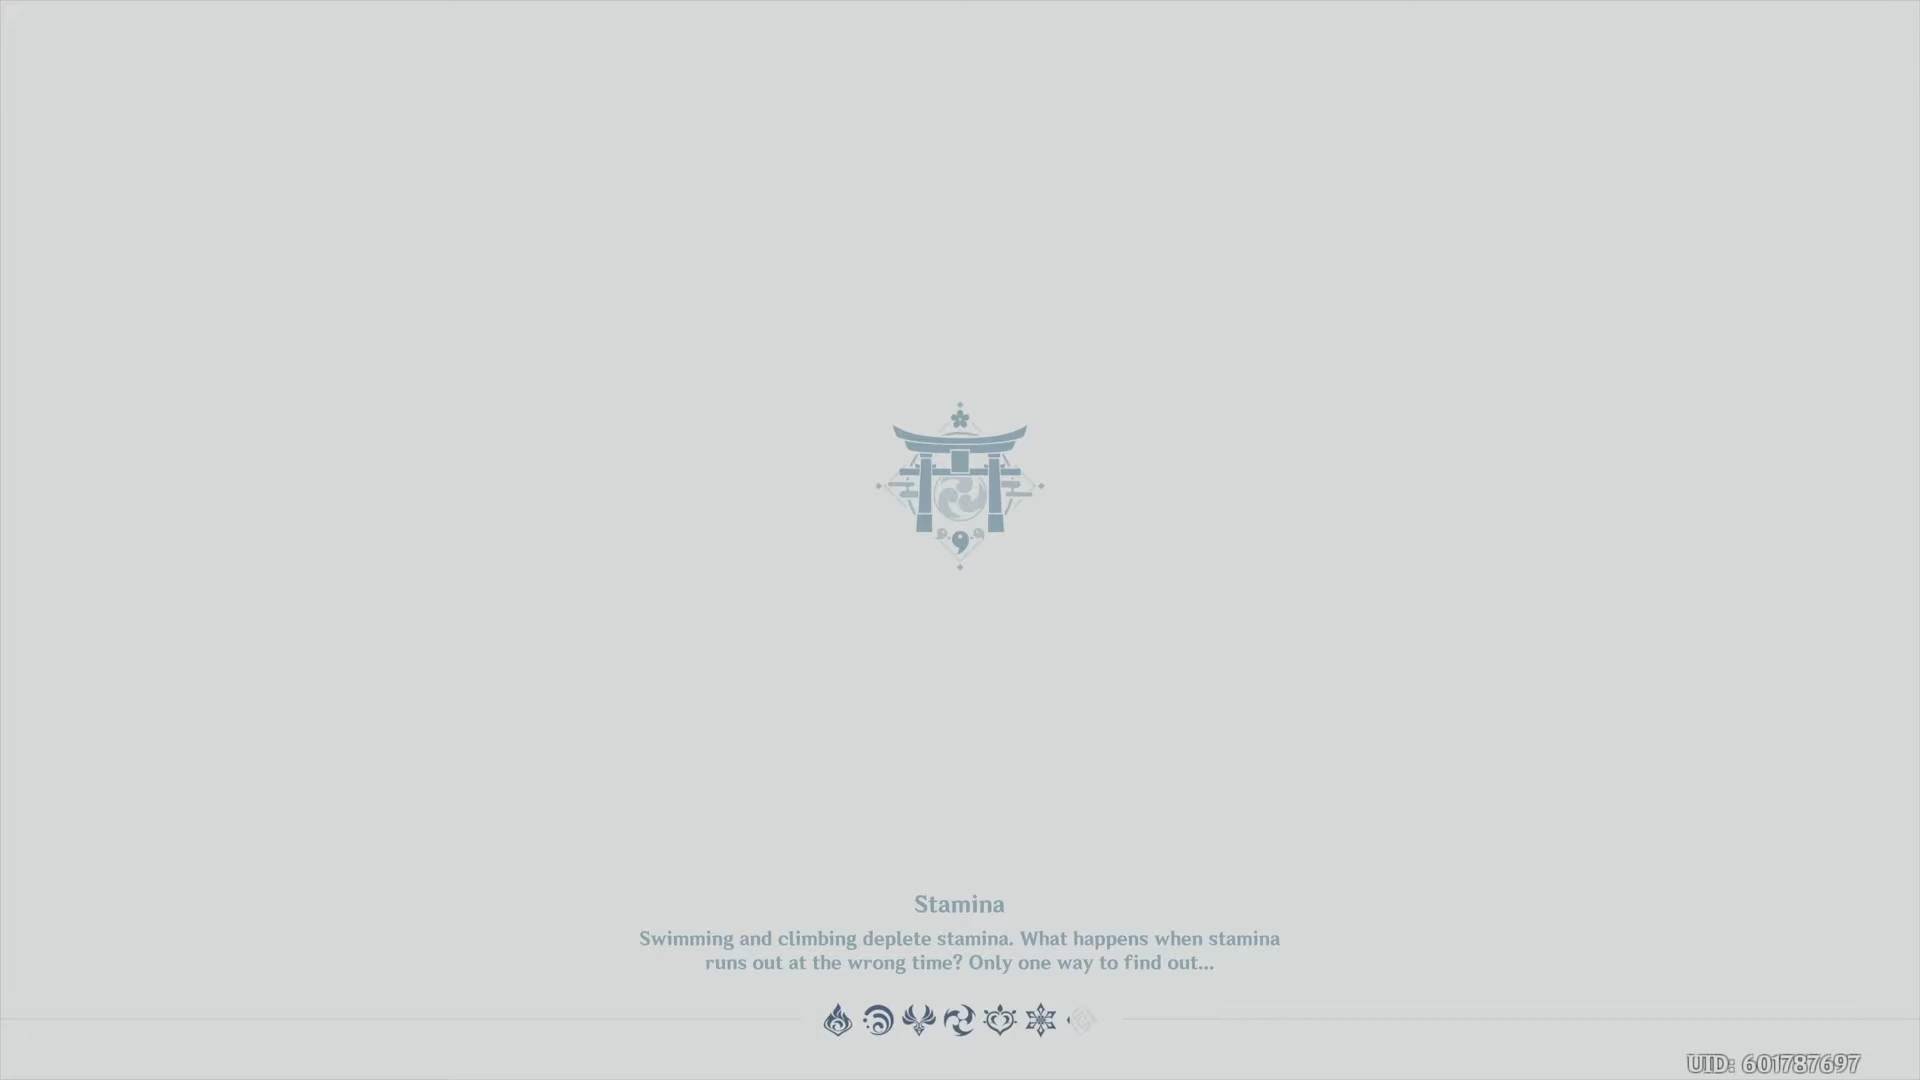 Stamina
Swimming and climbing deplete stamina. What happens when stamina
runs out at the wrong time? Only one way to find out...
UID: 601787697